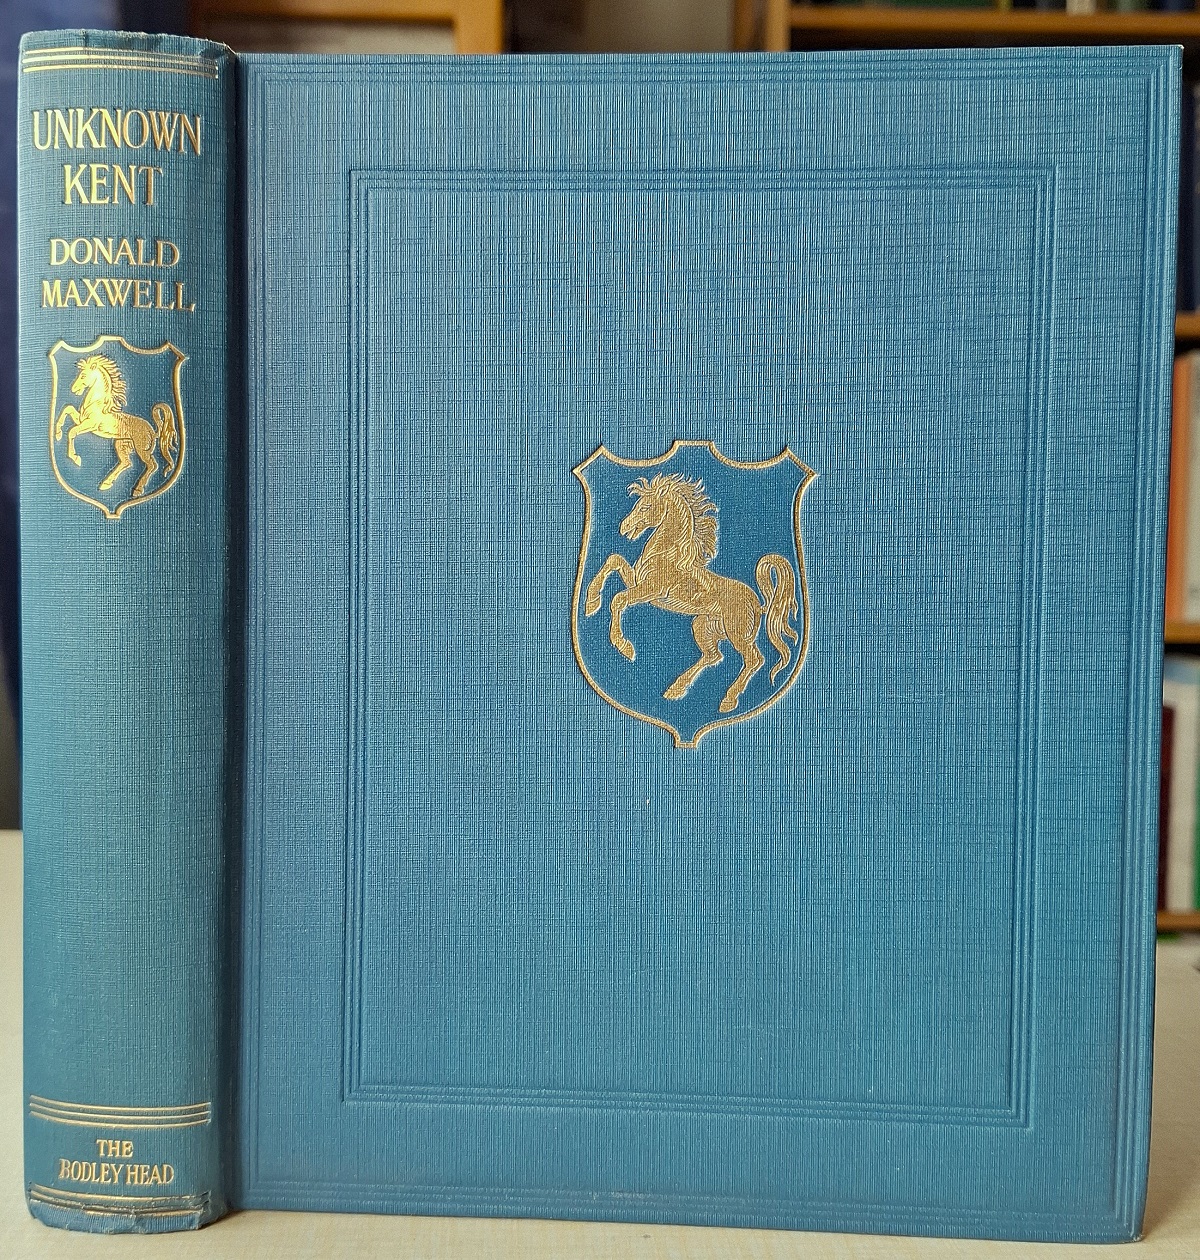 UNKNOWN
KENT
DONALD
MAXWELL
THE
BODLEY HEAD